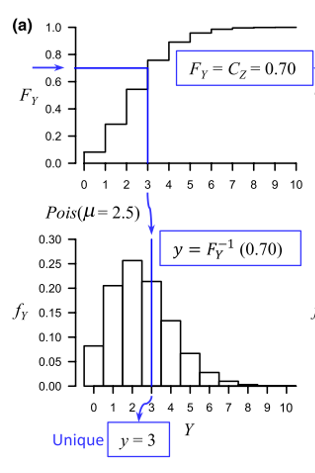 (a)
1.0
0.8
0.6
0.4
0.2
0.0
F_Y
F_Y = C_Z = 0.70
0 1 2 3 4 5 6 7 8 9 10
Pois(μ = 2.5)
y = F_Y^{-1} (0.70)
0.30
0.25
0.20
0.15
0.10
0.05
0.00
f_Y
0 1 2 3 4 5 6 7 8 9 10
Y
Unique y = 3